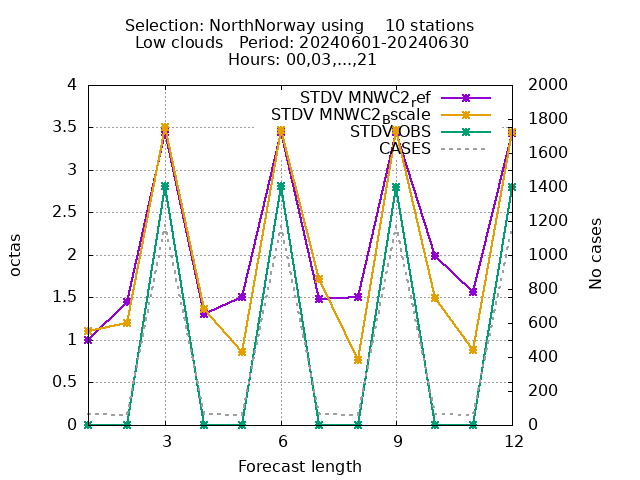 Selection: NorthNorway using    10 stations
Low clouds   Period: 20240601-20240630
Hours: 00,03,...,21
STDV MNWC2_ref
STDV MNWC2_Bscale
STDV OBS
CASES
octas
No cases
4
3.5
3
2.5
2
1.5
1
0.5
0
2000
1800
1600
1400
1200
1000
800
600
400
200
0
3 6 9 12
Forecast length